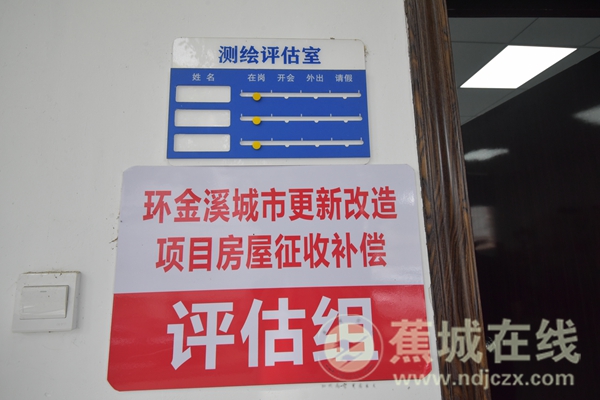 测绘评估室
姓名 在岗 开会 外出 请假
环金溪城市更新改造
项目房屋征收补偿
评估组
蕉城在线
www.ndjczx.com